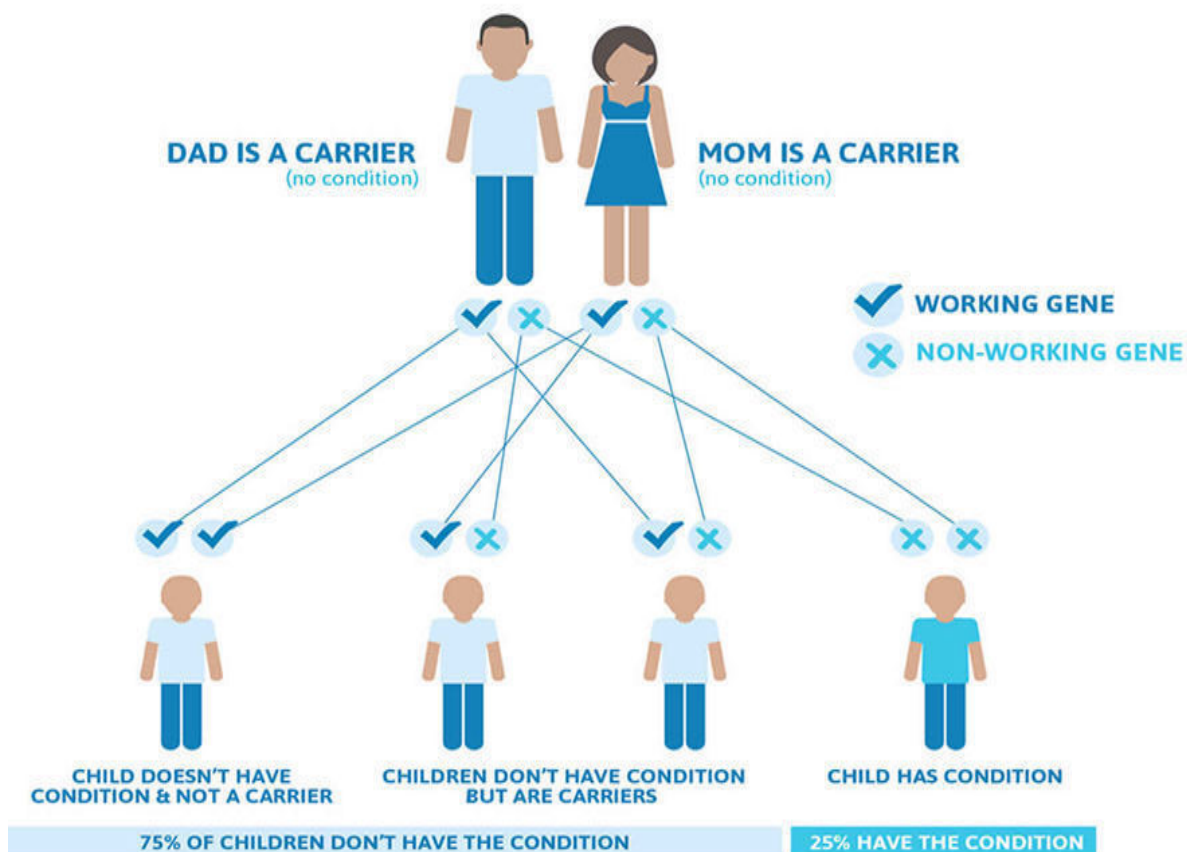 DAD IS A CARRIER
(no condition)
MOM IS A CARRIER
(no condition)
WORKING GENE
NON-WORKING GENE
CHILD DOESN'T HAVE
CONDITION & NOT A CARRIER
CHILDREN DON'T HAVE CONDITION
BUT ARE CARRIERS
CHILD HAS CONDITION
75% OF CHILDREN DON'T HAVE THE CONDITION
25% HAVE THE CONDITION